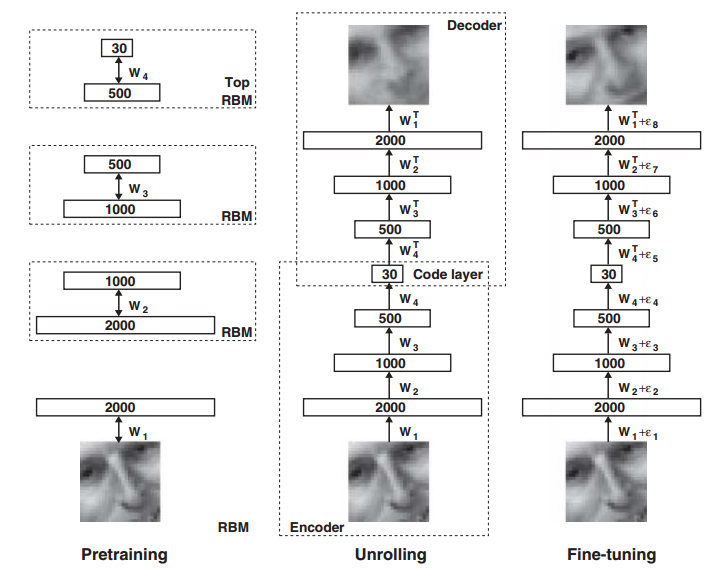 30
W4
500
Top
RBM
500
W3
1000
RBM
1000
W2
2000
RBM
2000
W1
RBM
Pretraining
Decoder
W1T
2000
W2T
1000
W3T
500
W4T
30 Code layer
W4
500
W3
1000
W2
2000
W1
Encoder
Unrolling
W1T+ε8
2000
W2T+ε7
1000
W3T+ε6
500
W4T+ε5
30
W4+ε4
500
W3+ε3
1000
W2+ε2
2000
W1+ε1
Fine-tuning